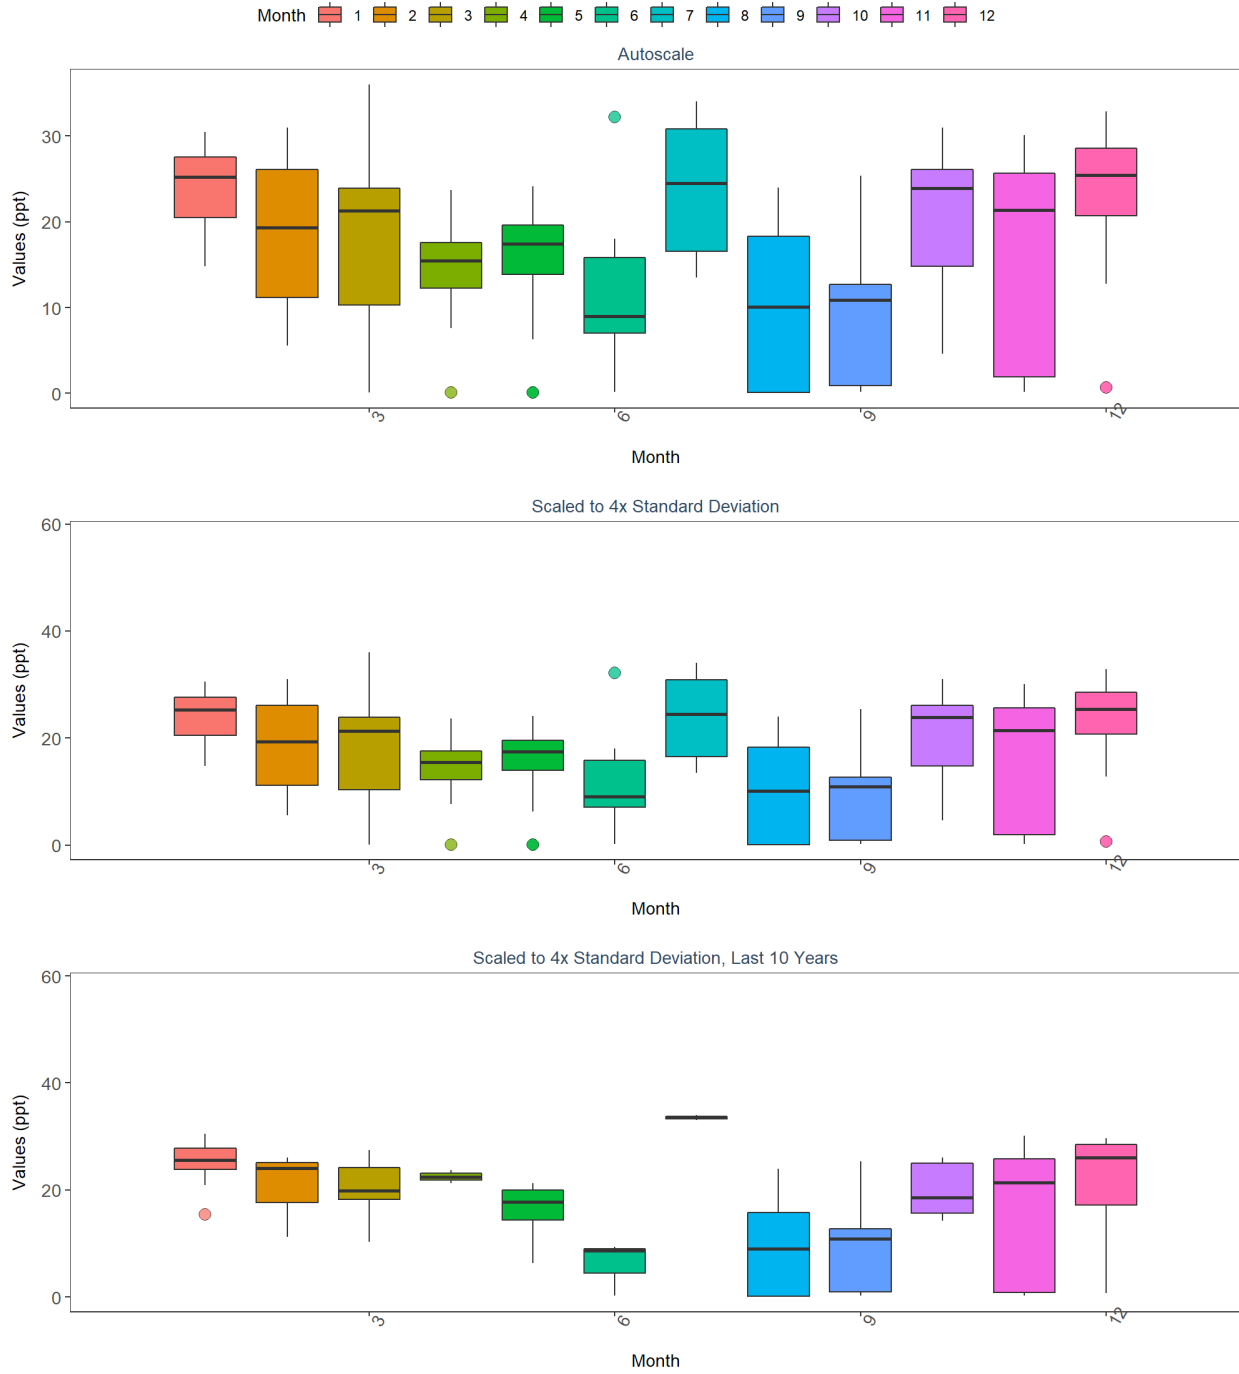 Month 1 2 3 4 5 6 7 8 9 10 11 12
Autoscale
Values (ppt)
30
20
10
0
3 6 9 12
Month
Scaled to 4x Standard Deviation
Values (ppt)
60
40
20
0
3 6 9 12
Month
Scaled to 4x Standard Deviation, Last 10 Years
Values (ppt)
60
40
20
0
3 6 9 12
Month